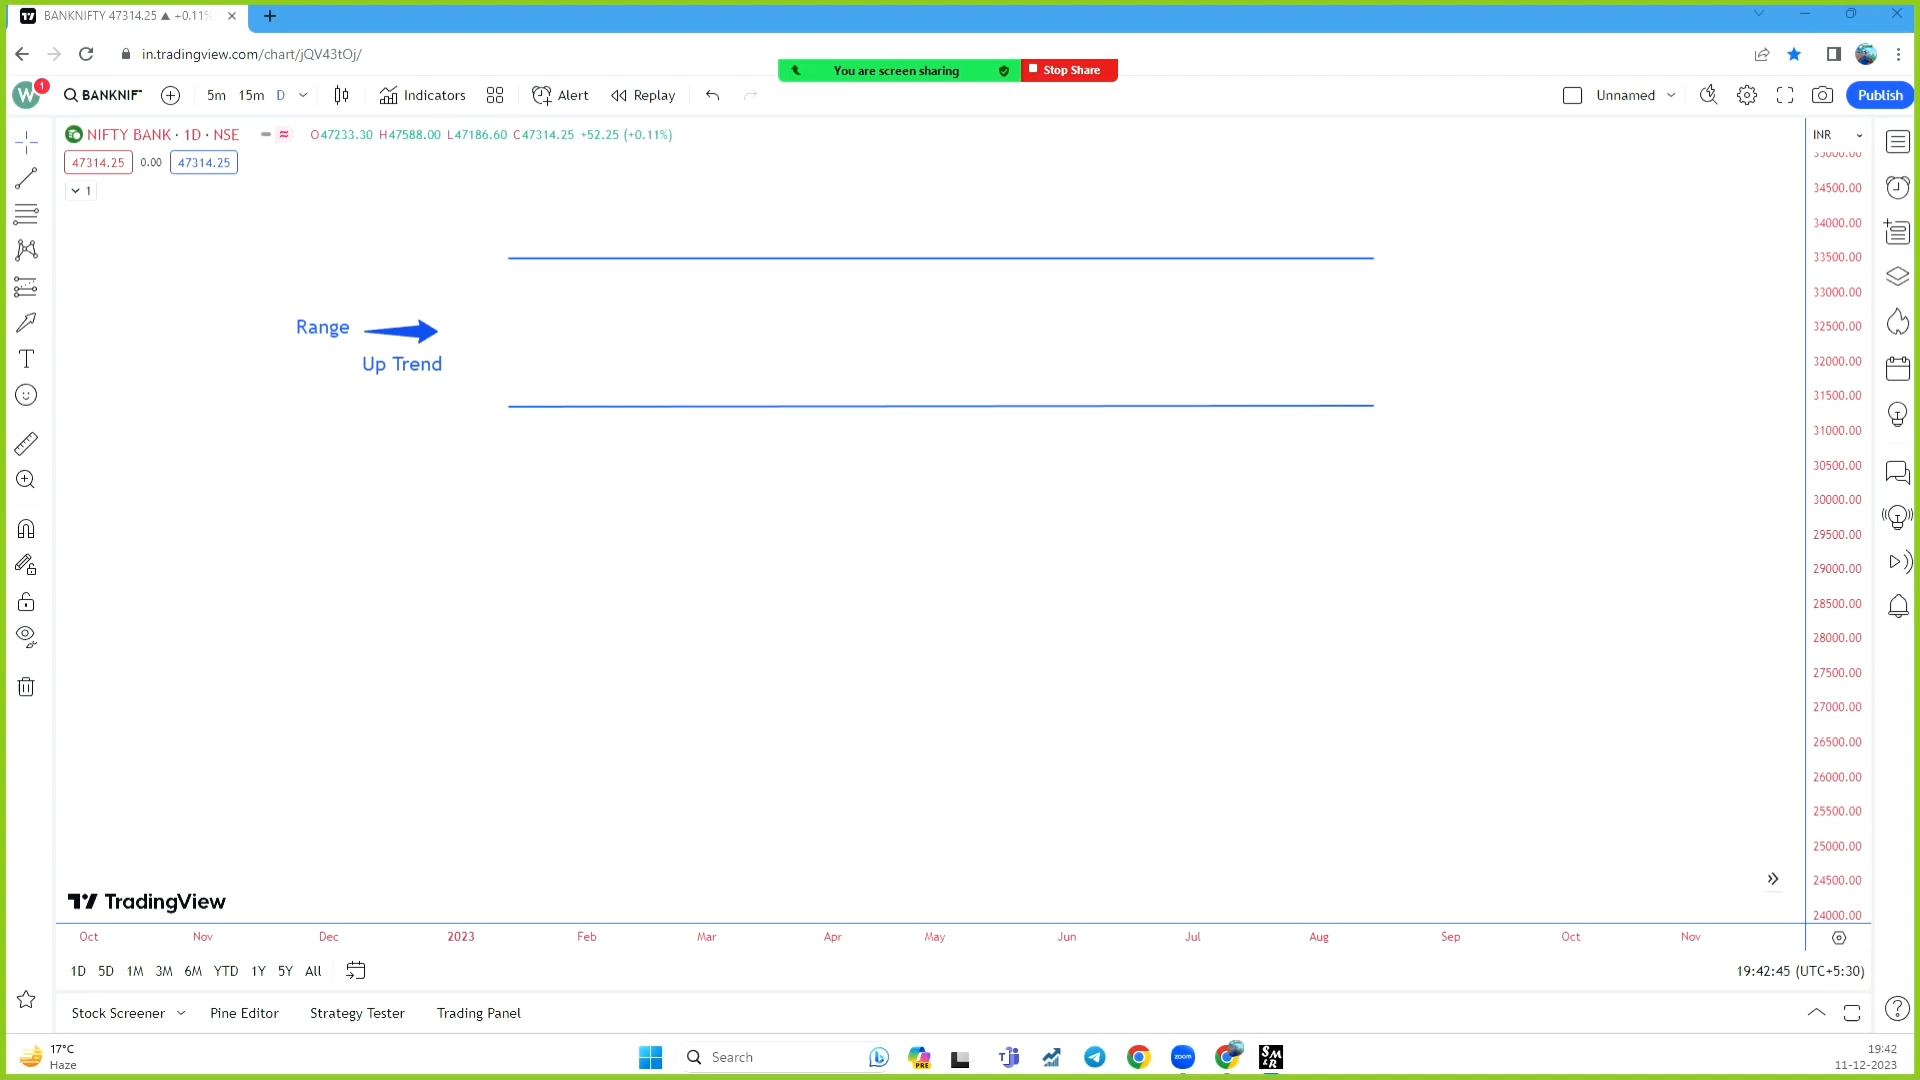 BANKNIFTY 47314.25 ▲ +0.11%
in.tradingview.com/chart/jQV43tOj/
You are screen sharing
Stop Share
W 1
BANKNIF
5m 15m D
Indicators
Alert
Replay
Unnamed
Publish
NIFTY BANK · 1D · NSE
O47233.30 H47588.00 L47186.60 C47314.25 +52.25 (+0.11%)
INR
47314.25 0.00 47314.25
1
35000.00
34500.00
34000.00
33500.00
33000.00
32500.00
32000.00
31500.00
31000.00
30500.00
30000.00
29500.00
29000.00
28500.00
28000.00
27500.00
27000.00
26500.00
26000.00
25500.00
25000.00
24500.00
24000.00
Range
Up Trend
TradingView
Oct Nov Dec 2023 Feb Mar Apr May Jun Jul Aug Sep Oct Nov
1D 5D 1M 3M 6M YTD 1Y 5Y All
19:42:45 (UTC+5:30)
Stock Screener Pine Editor Strategy Tester Trading Panel
17°C
Haze
Search
PRE
zoom
SM
&R
19:42
11-12-2023